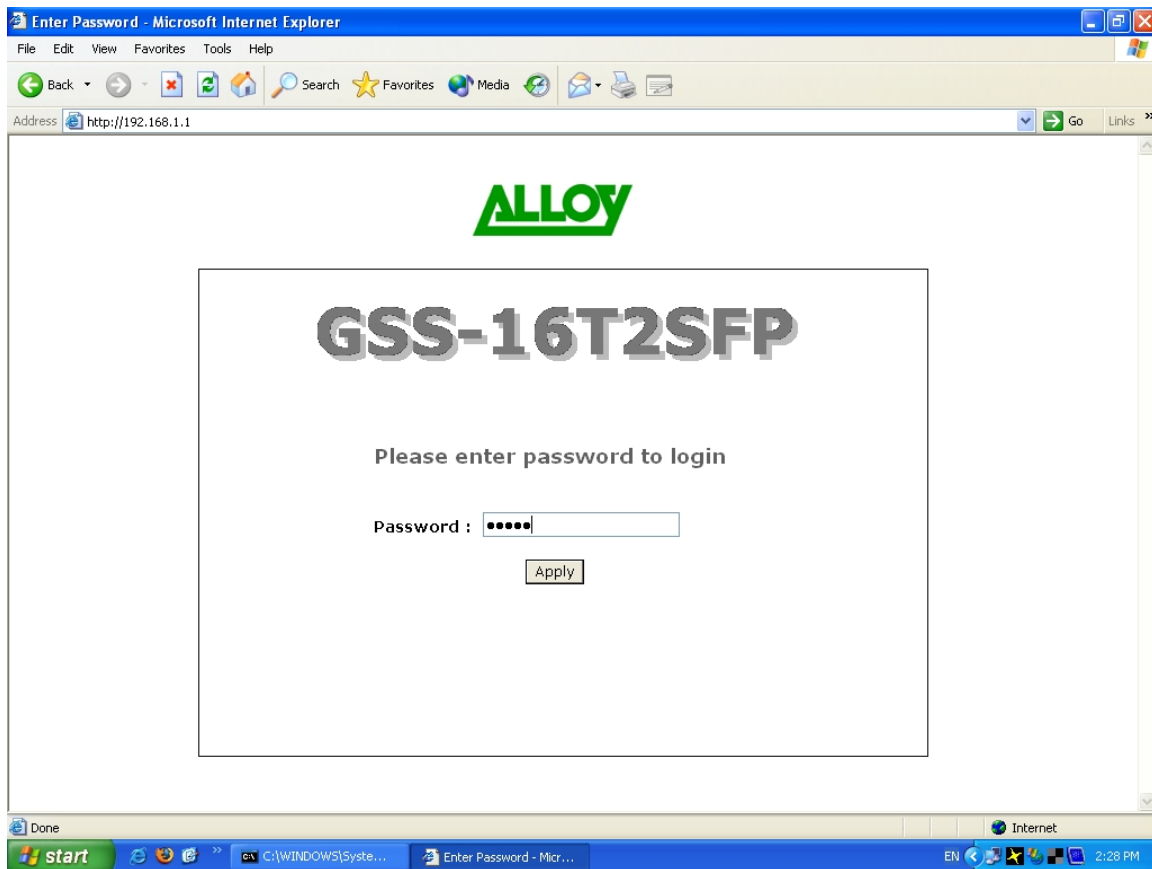 Enter Password - Microsoft Internet Explorer
File Edit View Favorites Tools Help
Back Search Favorites Media
Address http://192.168.1.1 Go Links »
ALLOY
GSS-16T2SFP
Please enter password to login
Password : •••••
Apply
Done Internet
start » C:\WINDOWS\Syste... Enter Password - Micr... EN 2:28 PM